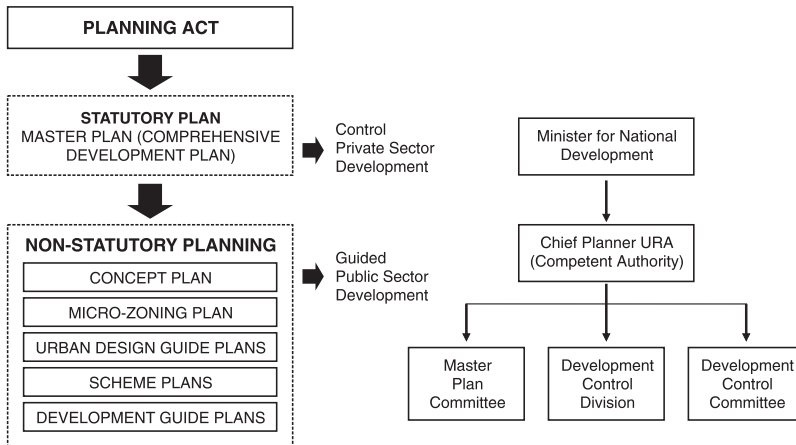 PLANNING ACT
STATUTORY PLAN
MASTER PLAN (COMPREHENSIVE
DEVELOPMENT PLAN)
Control
Private Sector
Development
NON-STATUTORY PLANNING
CONCEPT PLAN
MICRO-ZONING PLAN
URBAN DESIGN GUIDE PLANS
SCHEME PLANS
DEVELOPMENT GUIDE PLANS
Guided
Public Sector
Development
Minister for National
Development
Chief Planner URA
(Competent Authority)
Master
Plan
Committee
Development
Control
Division
Development
Control
Committee